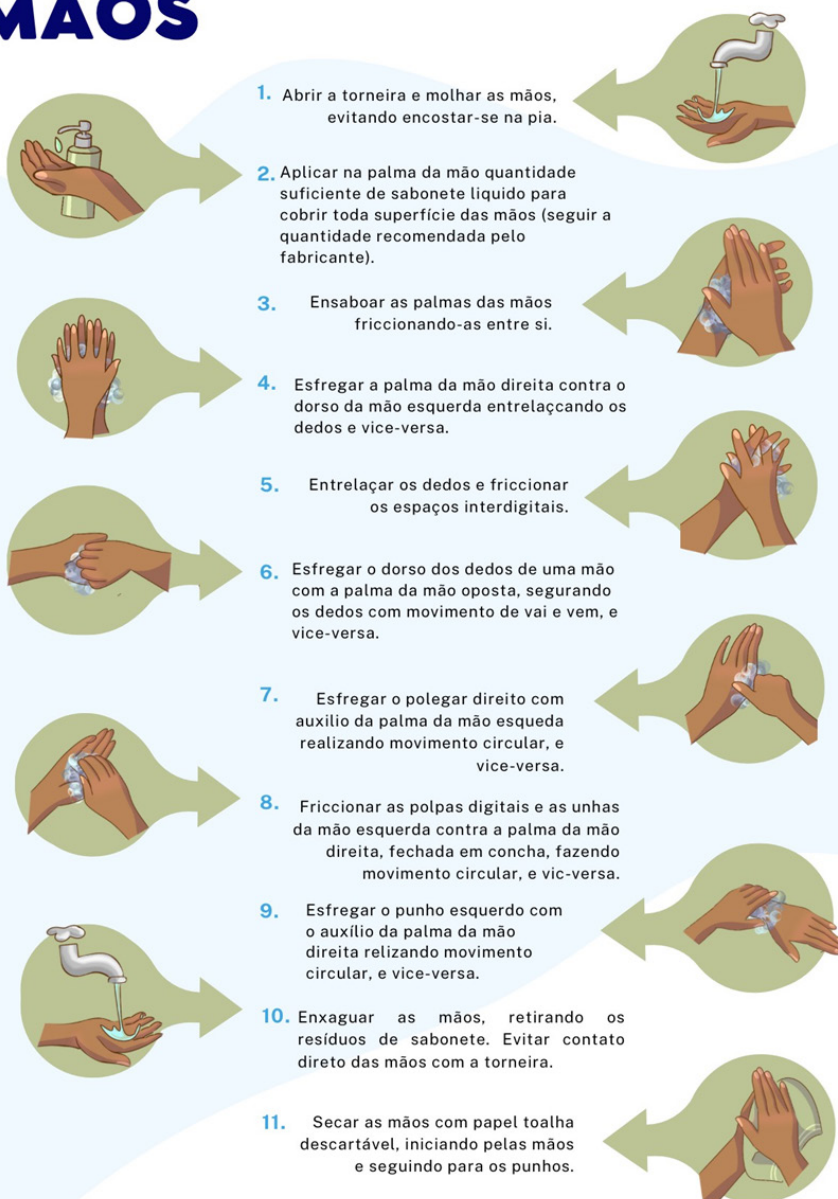 MÃOS
1. Abrir a torneira e molhar as mãos,
evitando encostar-se na pia.
2. Aplicar na palma da mão quantidade
suficiente de sabonete liquido para
cobrir toda superfície das mãos (seguir a
quantidade recomendada pelo
fabricante).
3. Ensaboar as palmas das mãos
friccionando-as entre si.
4. Esfregar a palma da mão direita contra o
dorso da mão esquerda entrelaçcando os
dedos e vice-versa.
5. Entrelaçar os dedos e friccionar
os espaços interdigitais.
6. Esfregar o dorso dos dedos de uma mão
com a palma da mão oposta, segurando
os dedos com movimento de vai e vem, e
vice-versa.
7. Esfregar o polegar direito com
auxilio da palma da mão esqueda
realizando movimento circular, e
vice-versa.
8. Friccionar as polpas digitais e as unhas
da mão esquerda contra a palma da mão
direita, fechada em concha, fazendo
movimento circular, e vic-versa.
9. Esfregar o punho esquerdo com
o auxílio da palma da mão
direita relizando movimento
circular, e vice-versa.
10. Enxaguar as mãos, retirando os
resíduos de sabonete. Evitar contato
direto das mãos com a torneira.
11. Secar as mãos com papel toalha
descartável, iniciando pelas mãos
e seguindo para os punhos.